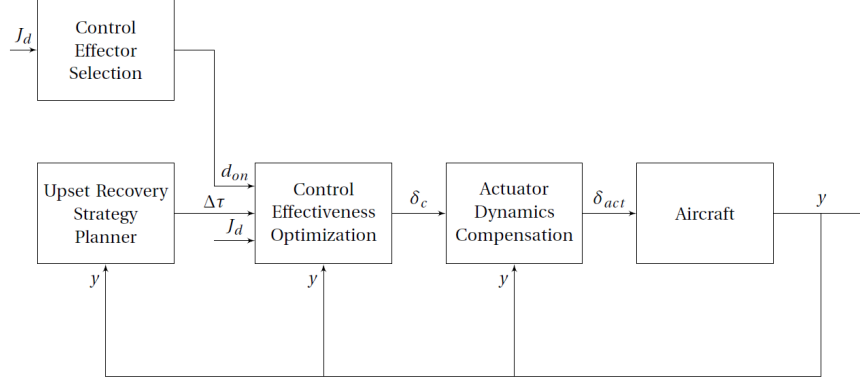 J_d
Control
Effector
Selection
d_on
Upset Recovery
Strategy
Planner
Δτ
J_d
Control
Effectiveness
Optimization
δ_c
Actuator
Dynamics
Compensation
δ_act
Aircraft
y
y
y
y